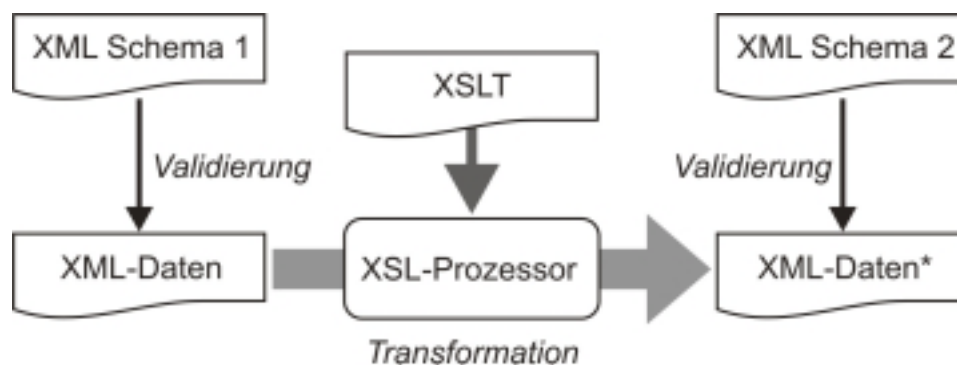 XML Schema 1
XSLT
XML Schema 2
Validierung
Validierung
XML-Daten
XSL-Prozessor
XML-Daten*
Transformation